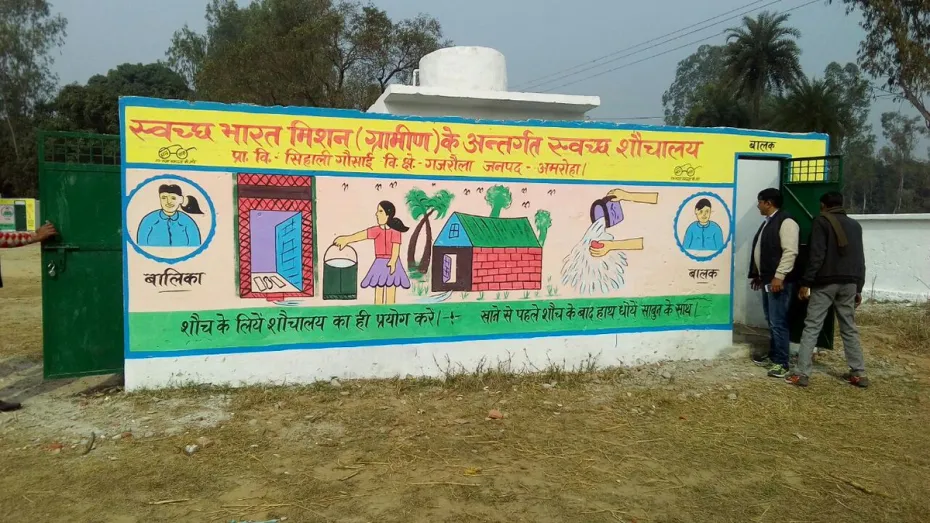 स्वच्छ भारत मिशन (ग्रामीण) के अन्तर्गत स्वच्छ शौचालय
प्रा. वि.- सिहाली गोसाई वि. क्षे.- गजरौला जनपद - अमरोहा।
बालक
बालिका
बालक
शौच के लियें शौचालय का ही प्रयोग करें।-!- खाने से पहले शौच के बाद हाथ धोयें साबुन के साथ।